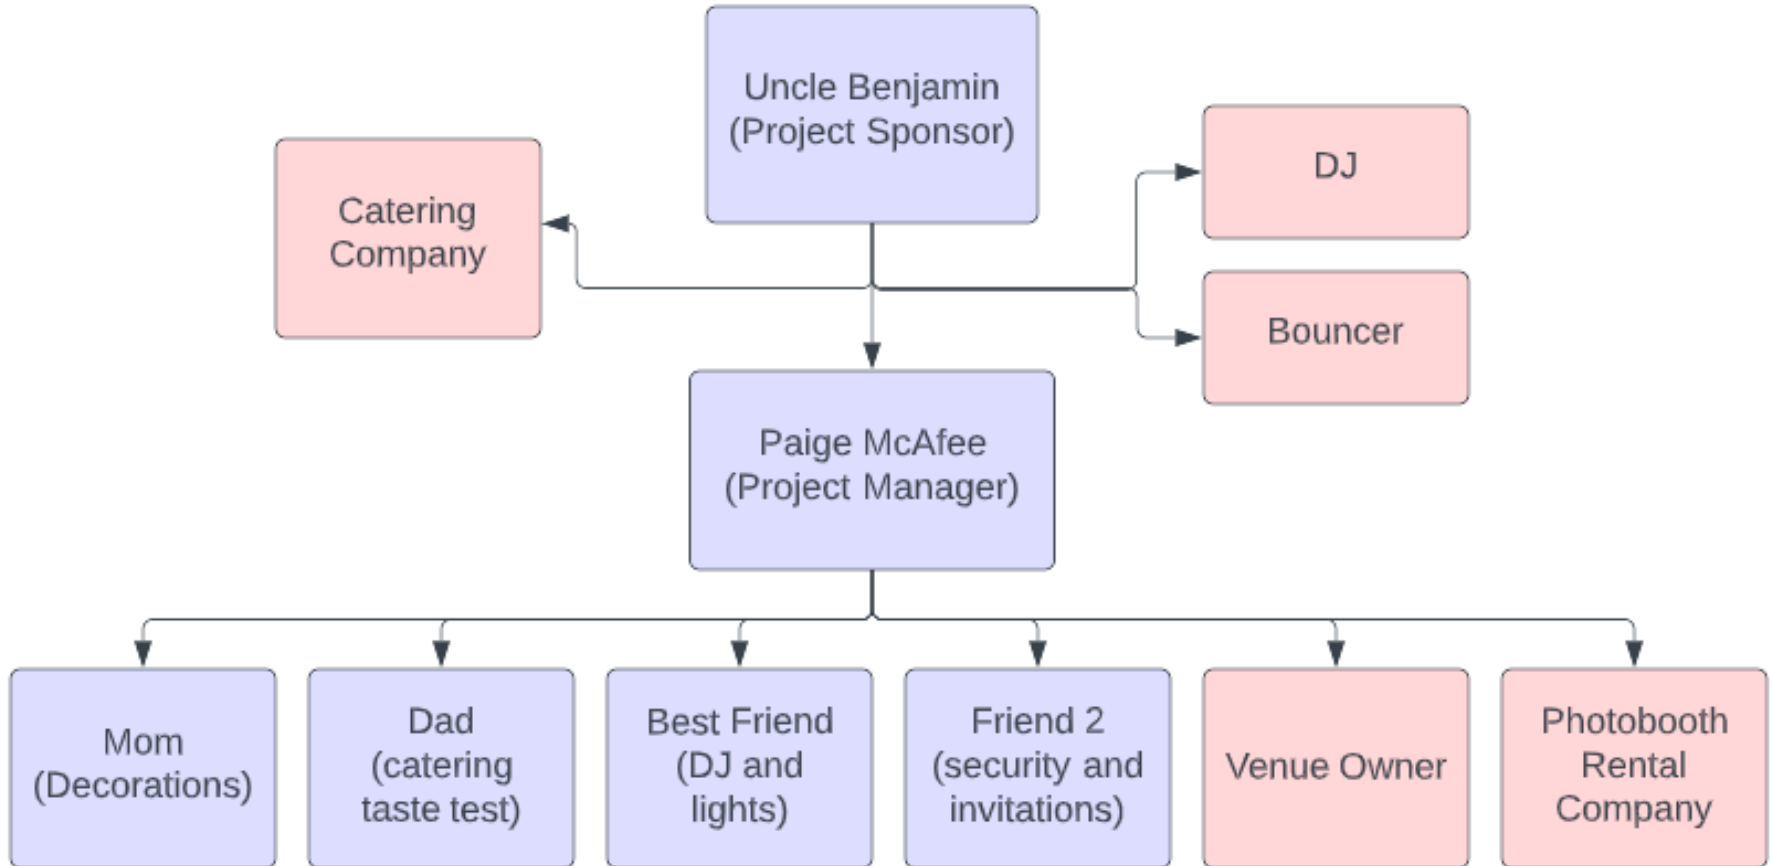 Uncle Benjamin
(Project Sponsor)
Catering
Company
DJ
Bouncer
Paige McAfee
(Project Manager)
Mom
(Decorations)
Dad
(catering
taste test)
Best Friend
(DJ and
lights)
Friend 2
(security and
invitations)
Venue Owner
Photobooth
Rental
Company